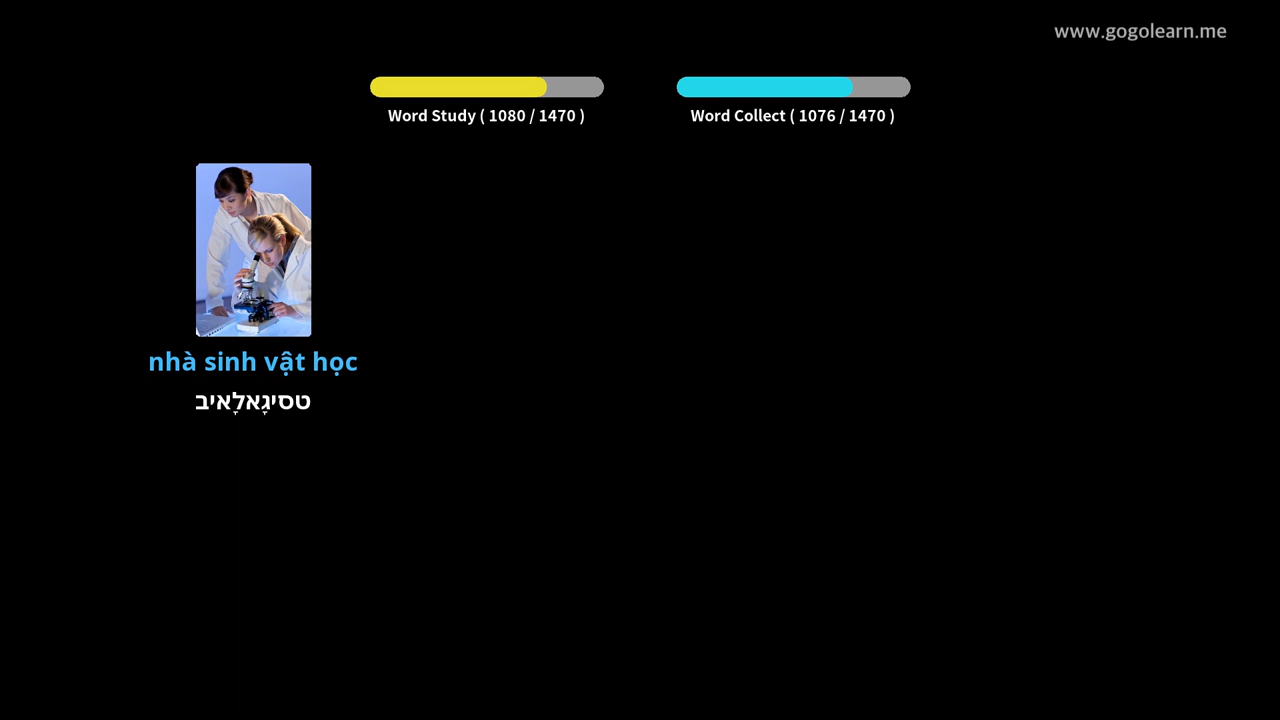 www.gogolearn.me
Word Study ( 1080 / 1470 )
Word Collect ( 1076 / 1470 )
nhà sinh vật học
טסיגָאלָאיב